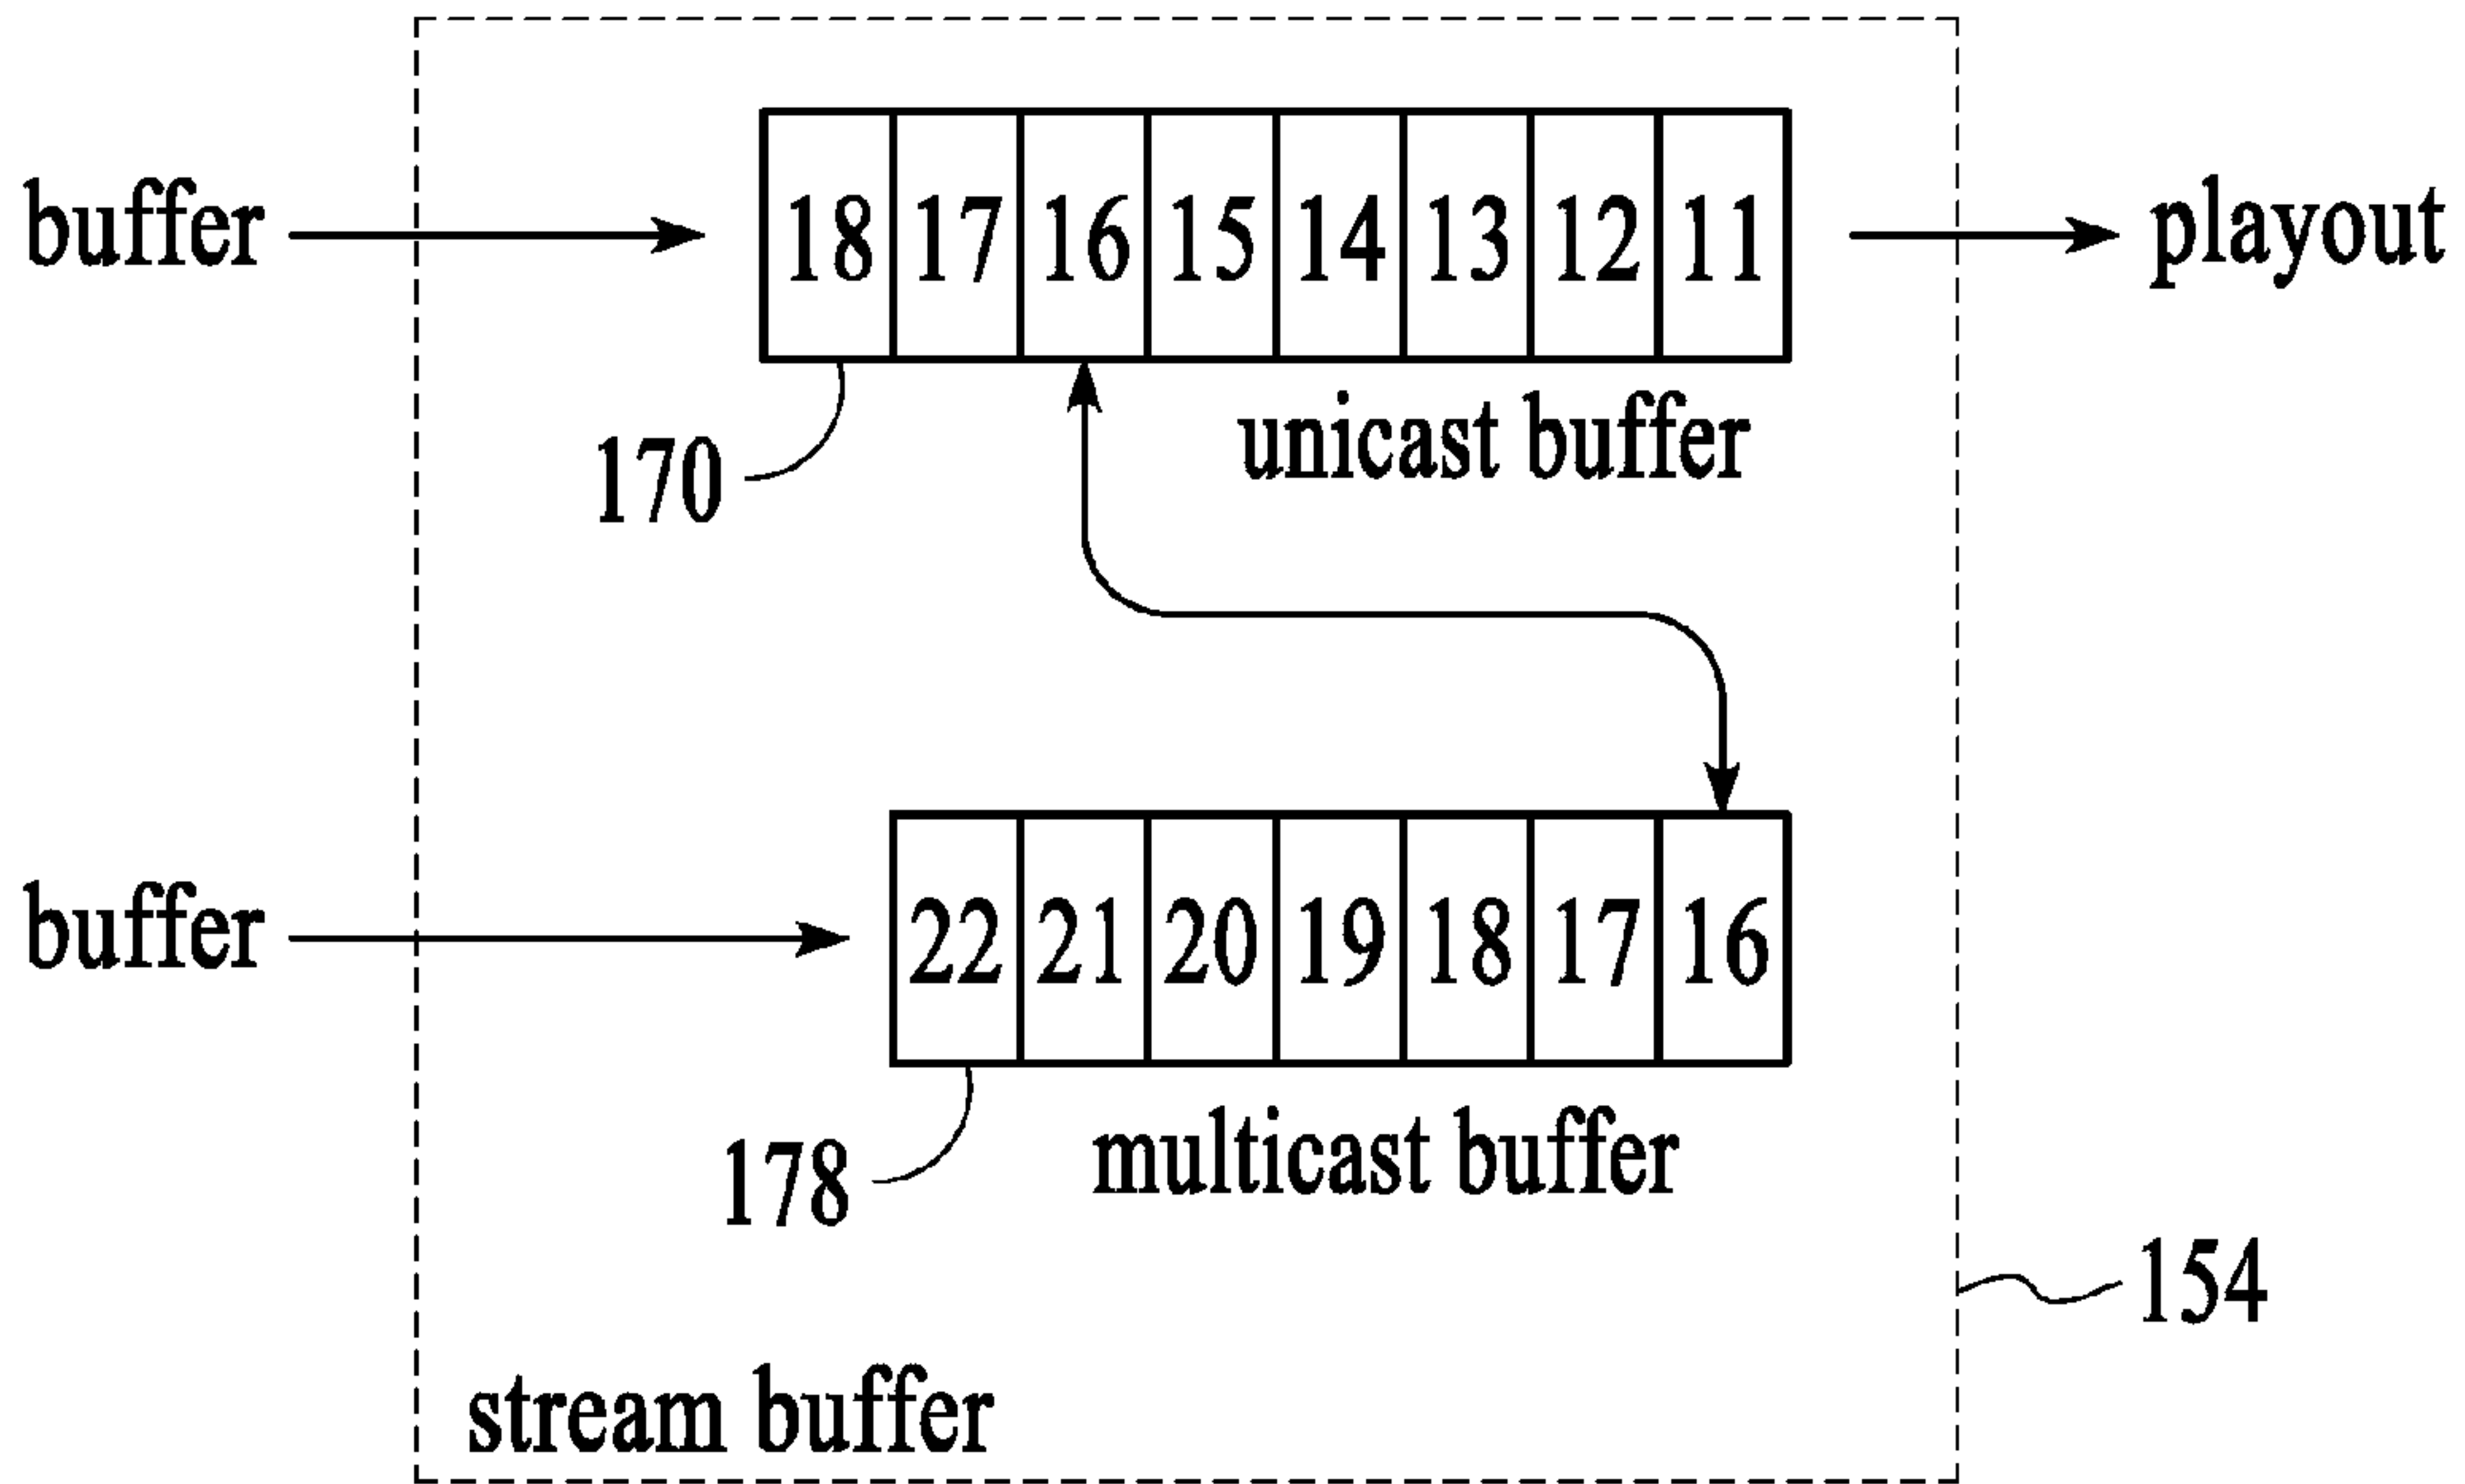 buffer
18 17 16 15 14 13 12 11
playout
170
unicast buffer
buffer
22 21 20 19 18 17 16
178
multicast buffer
154
stream buffer